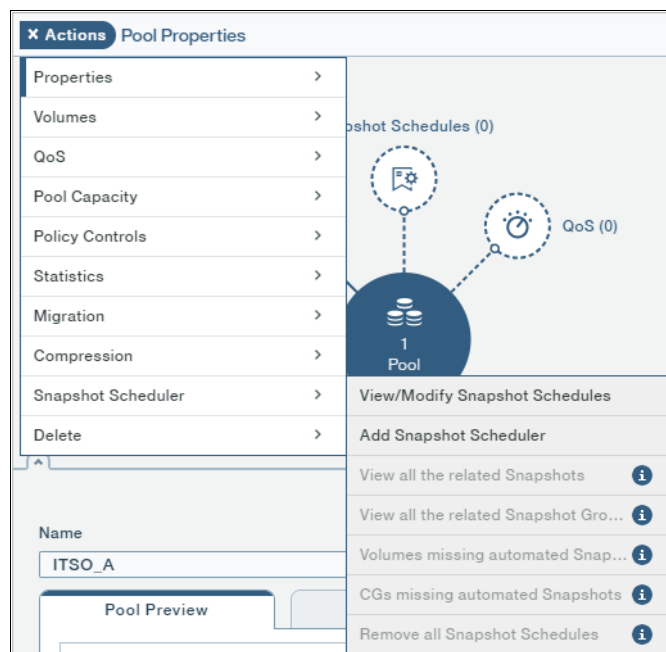 × Actions Pool Properties
Properties
Volumes
QoS
Pool Capacity
Policy Controls
Statistics
Migration
Compression
Snapshot Scheduler
Delete
pshot Schedules (0)
QoS (0)
1
Pool
View/Modify Snapshot Schedules
Add Snapshot Scheduler
View all the related Snapshots
View all the related Snapshot Gro...
Volumes missing automated Snap...
CGs missing automated Snapshots
Remove all Snapshot Schedules
Name
ITSO_A
Pool Preview